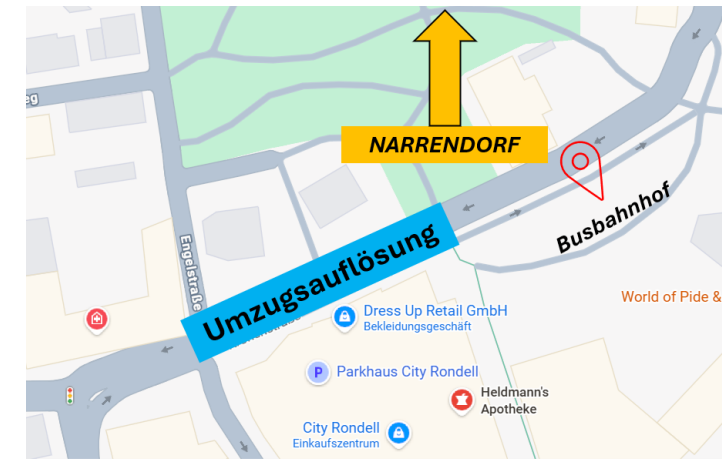 NARRENDORF
Busbahnhof
Umzugsauflösung
Engelstraße
World of Pide &
Dress Up Retail GmbH
Bekleidungsgeschäft
P
Parkhaus City Rondell
Heldmann's
Apotheke
City Rondell
Einkaufszentrum